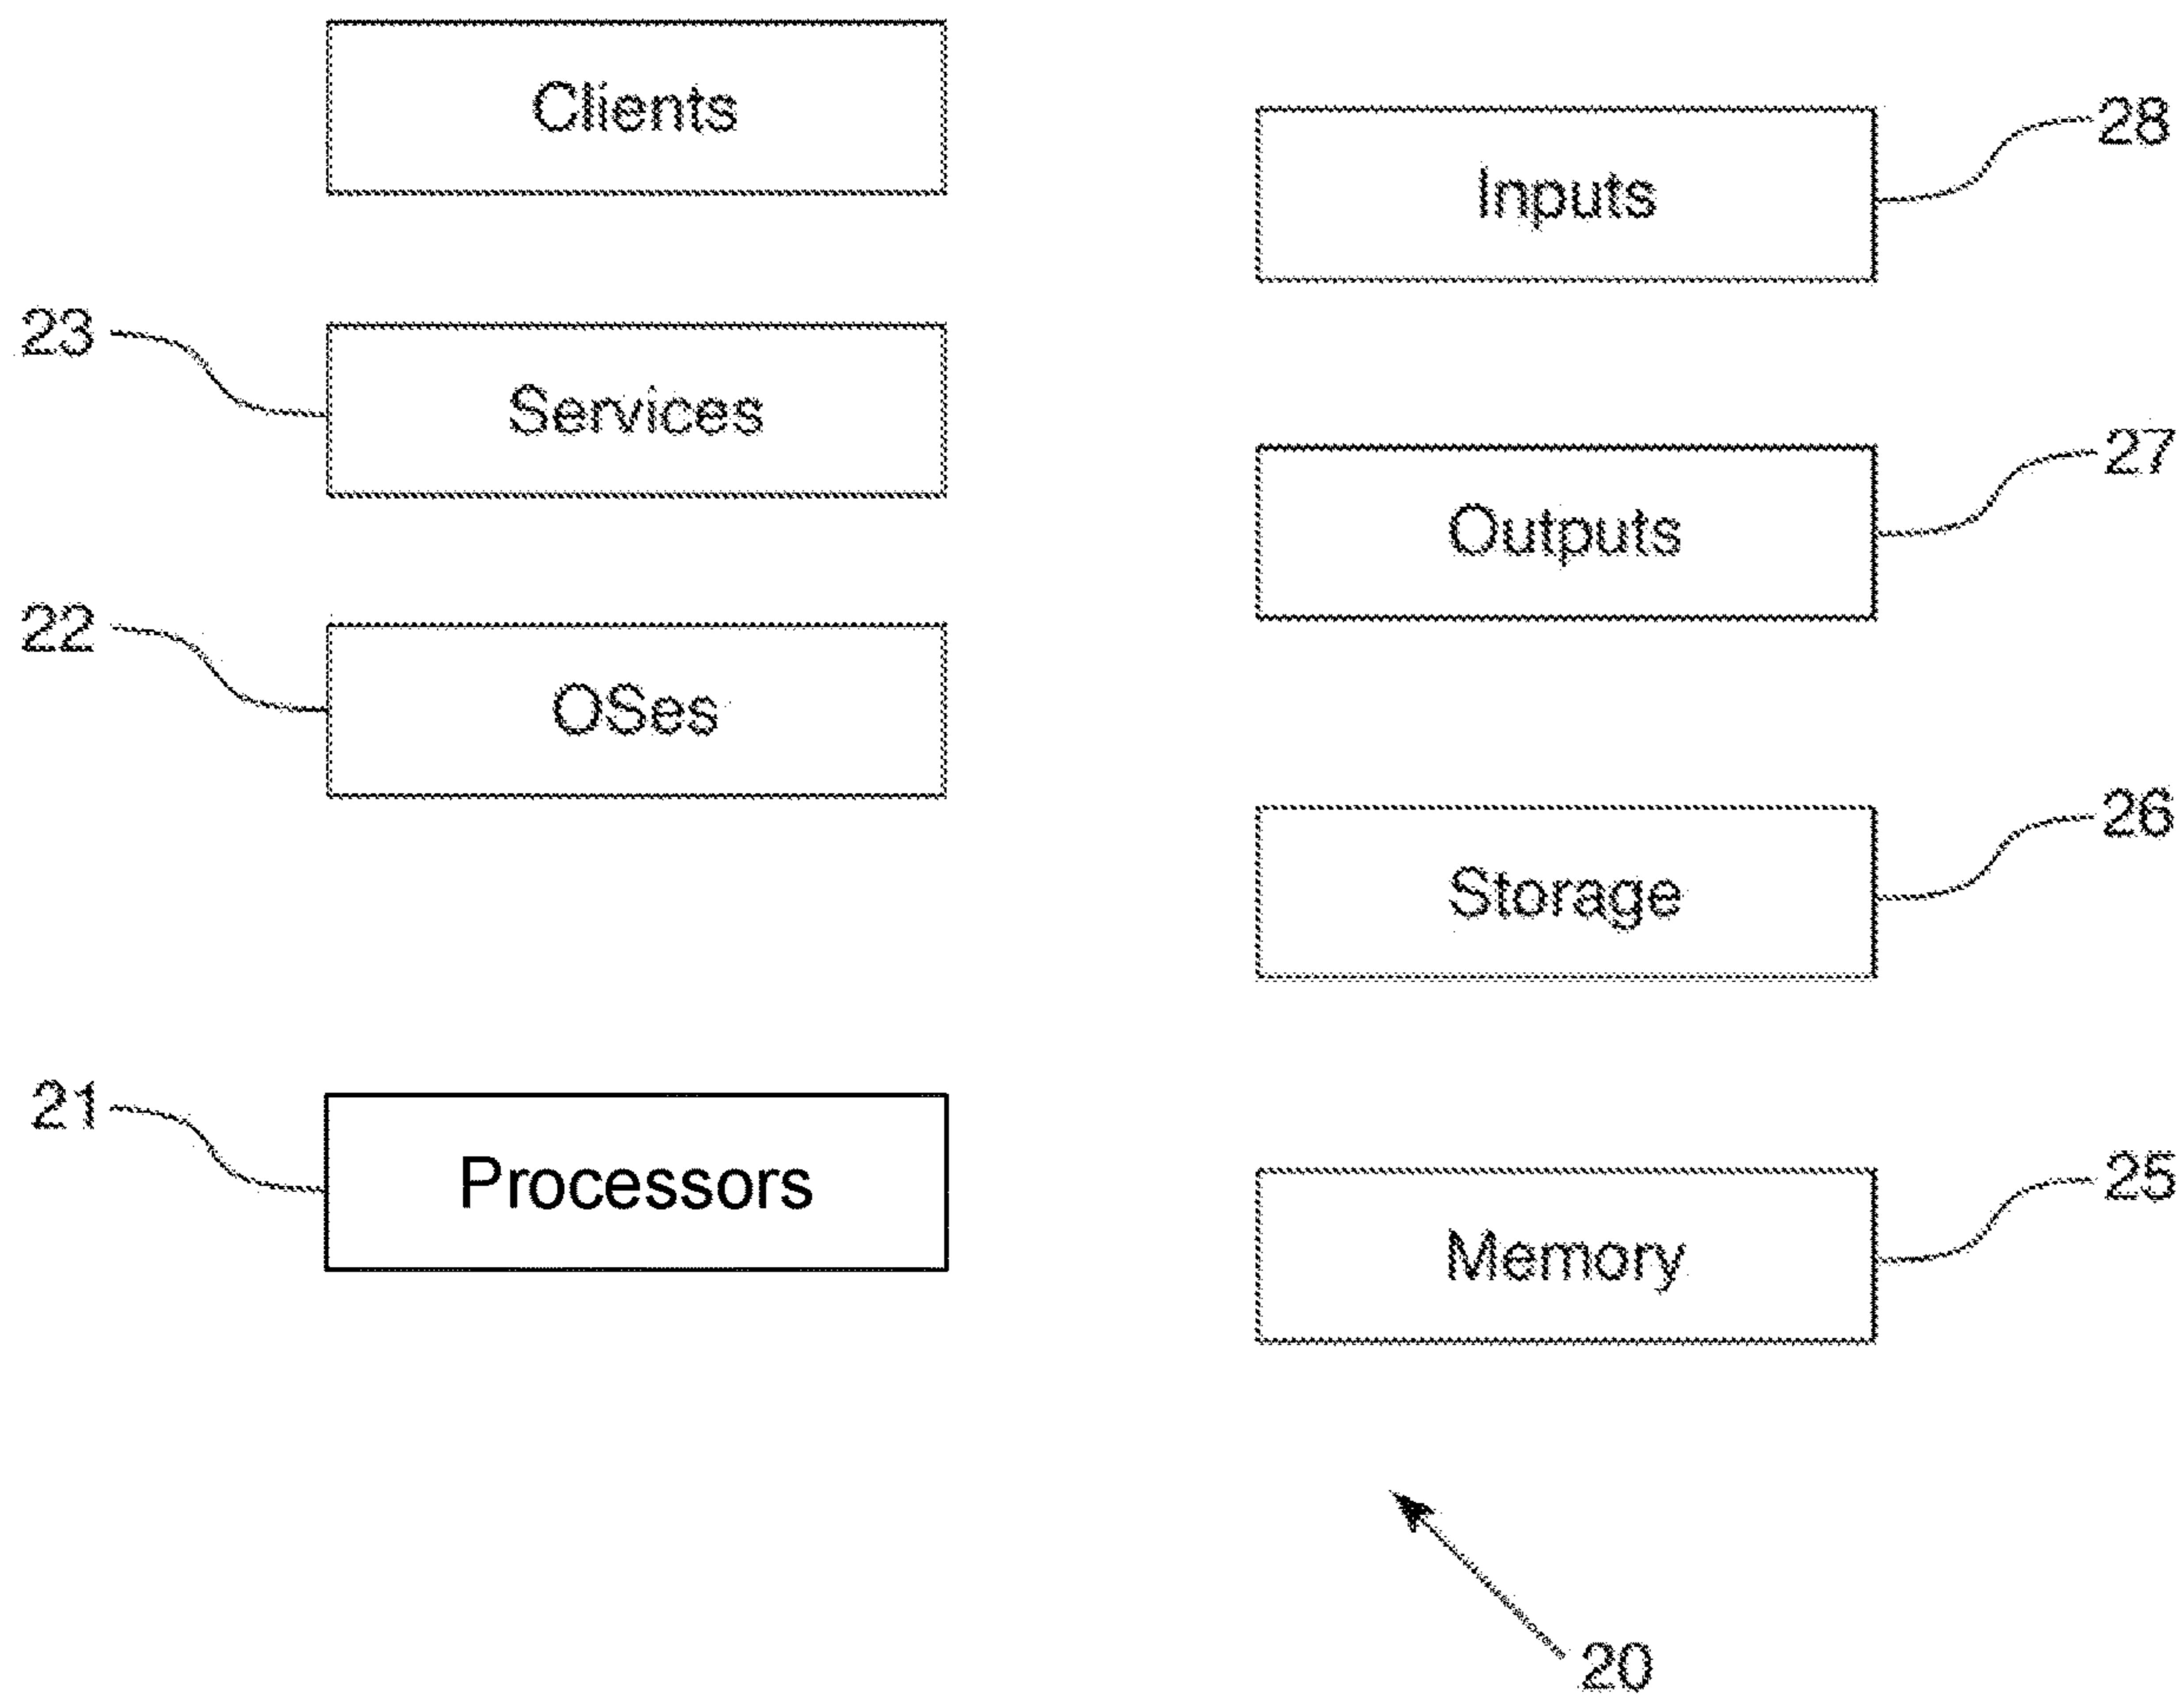 Clients
Inputs
28
23
Services
Outputs
27
22
OSes
Storage
26
21
Processors
Memory
25
20